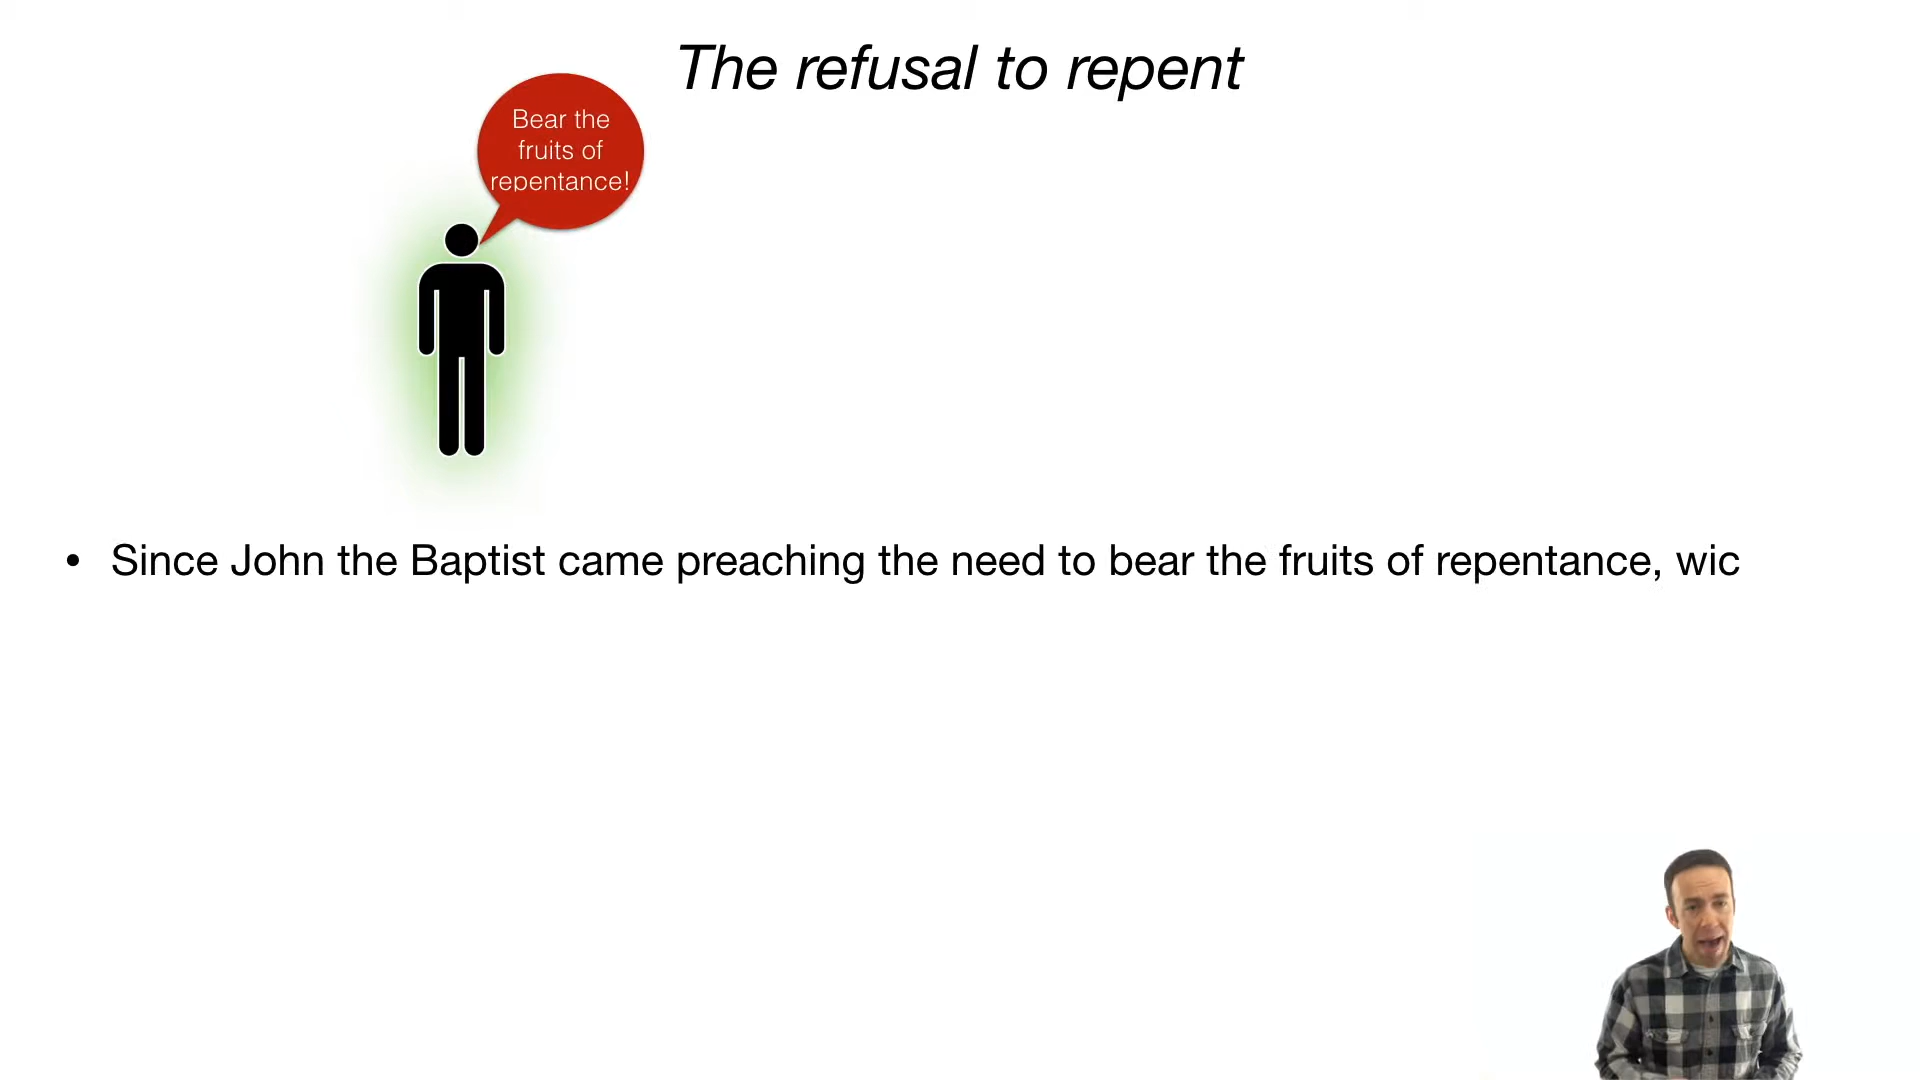 The refusal to repent
Bear the
fruits of
repentance!
• Since John the Baptist came preaching the need to bear the fruits of repentance, wic